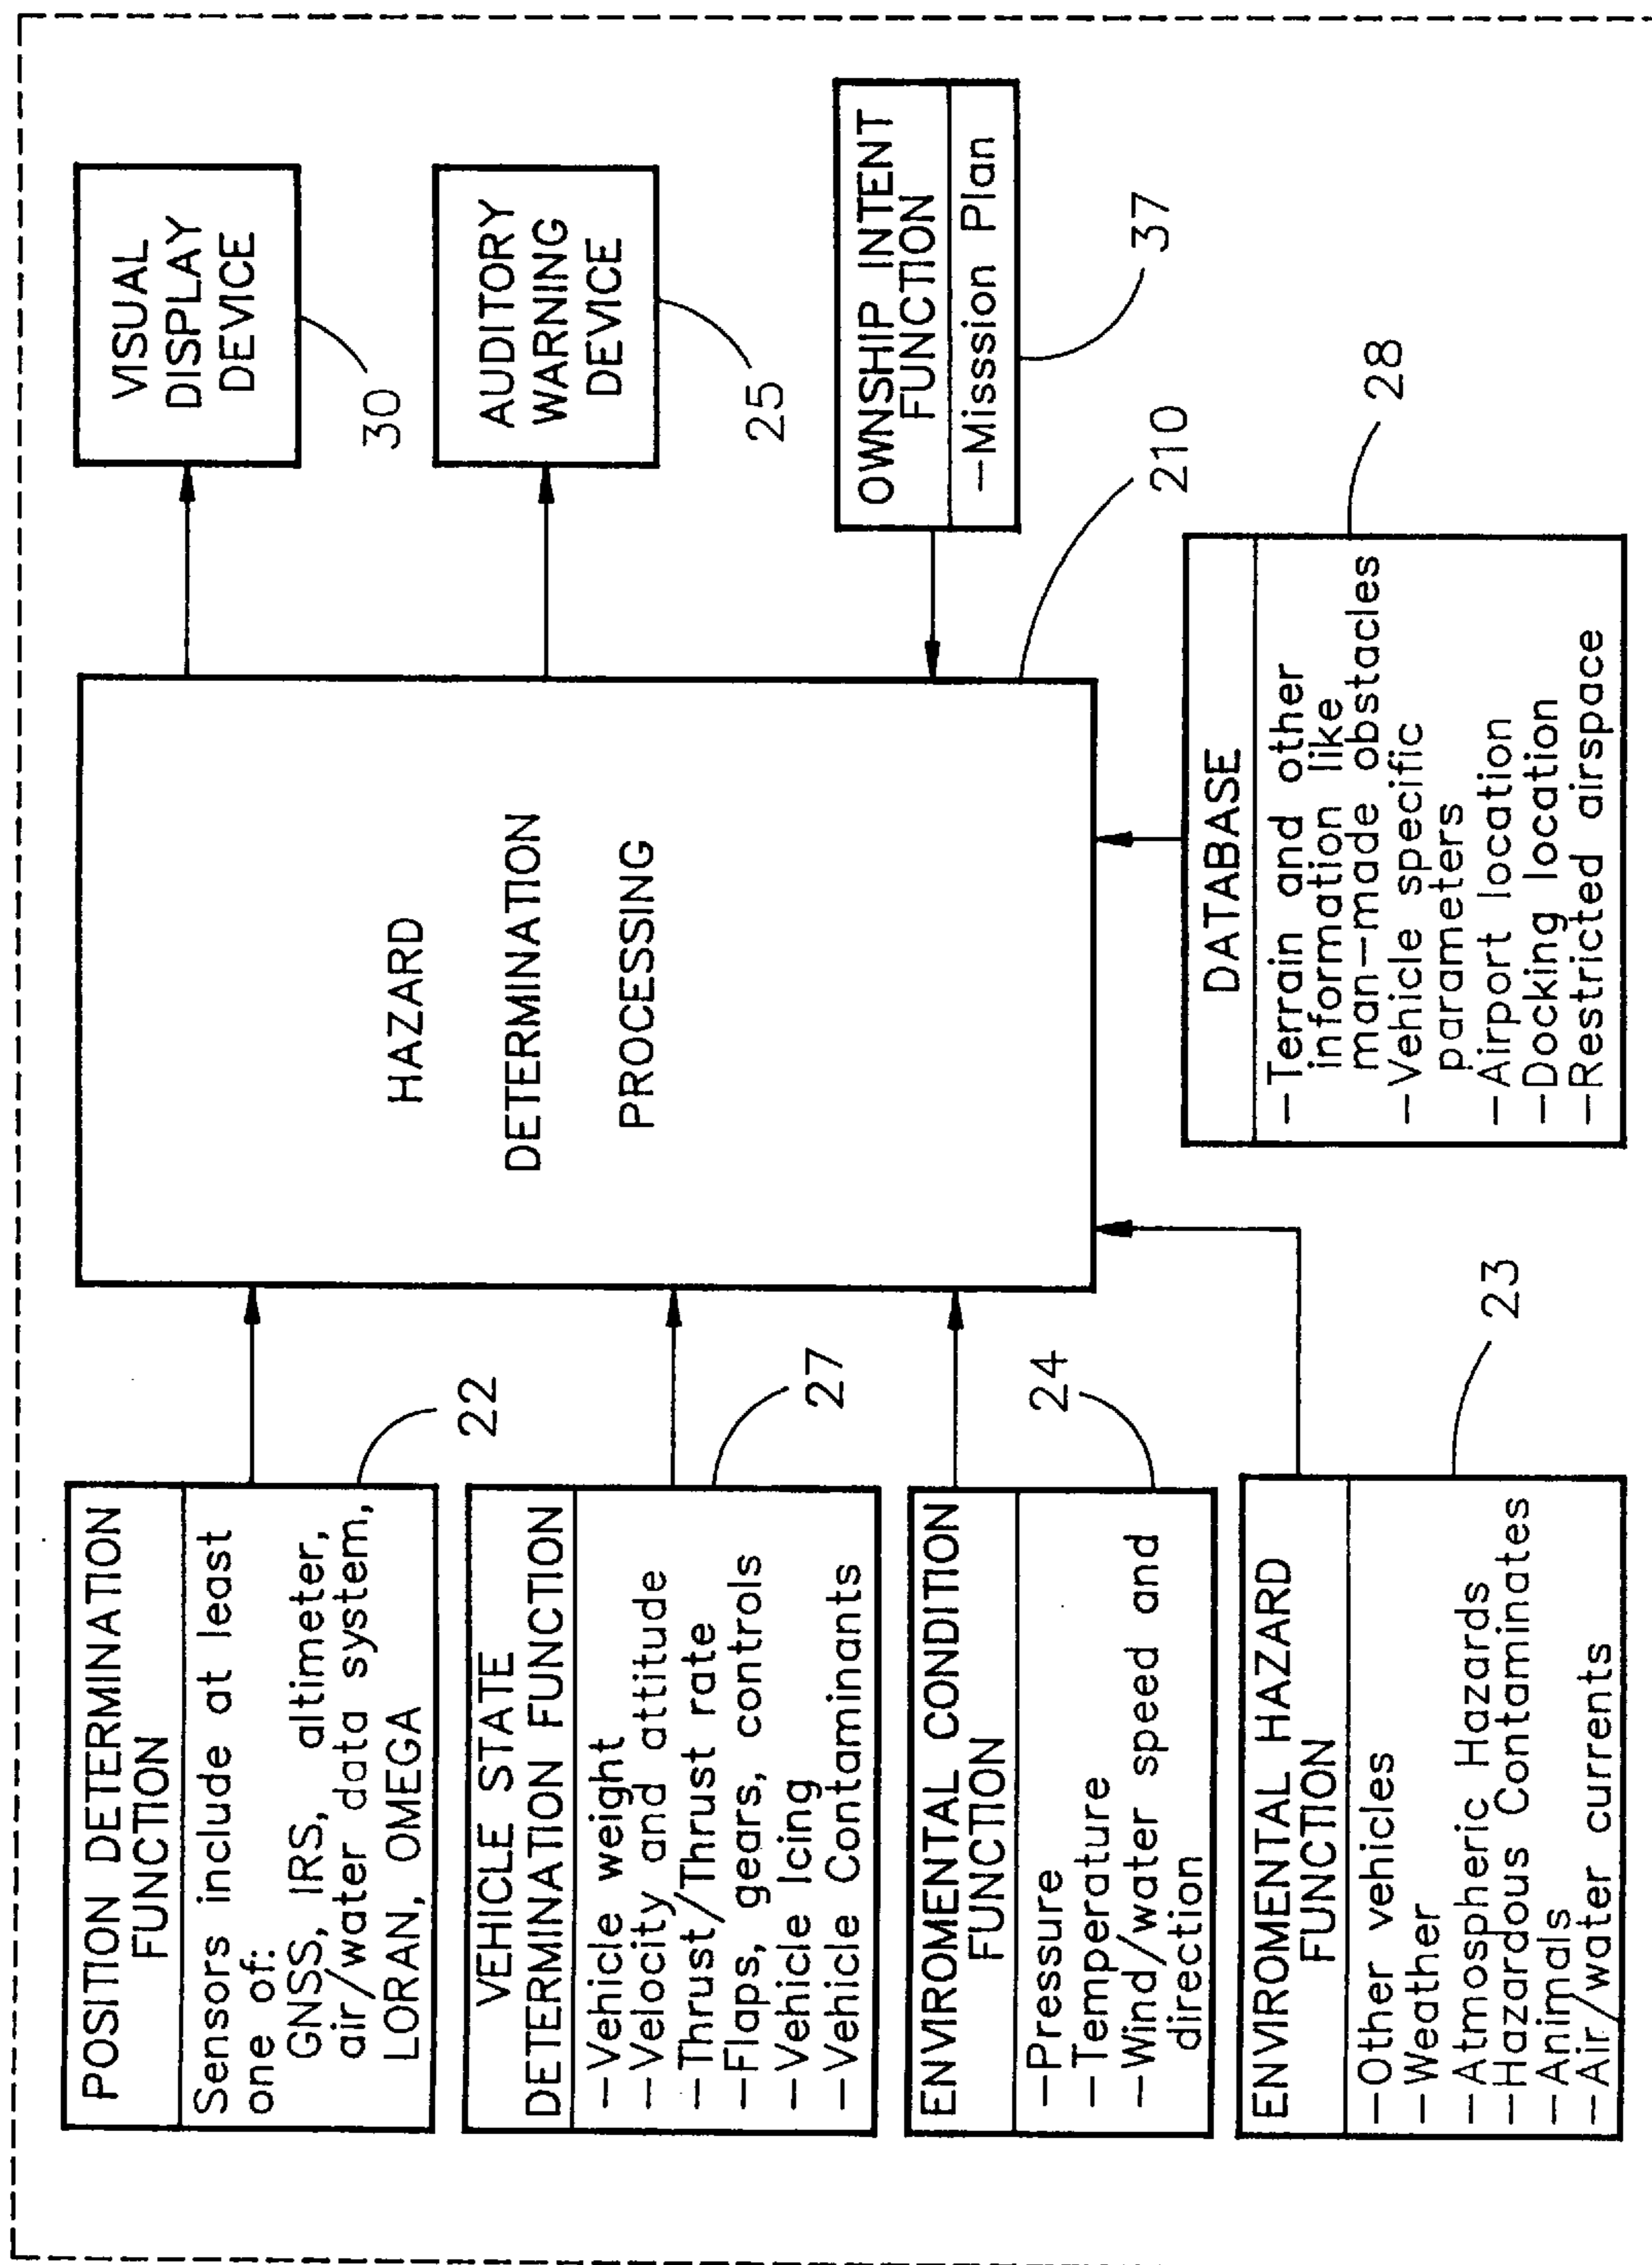 POSITION DETERMINATION
FUNCTION
Sensors include at least
one of:
GNSS, IRS, altimeter,
air/water data system,
LORAN, OMEGA
22
VEHICLE STATE
DETERMINATION FUNCTION
—Vehicle weight
—Velocity and attitude
—Thrust/Thrust rate
—Flaps, gears, controls
—Vehicle Icing
—Vehicle Contaminants
27
ENVIROMENTAL CONDITION
FUNCTION
—Pressure
—Temperature
—Wind/water speed and
direction
24
ENVIROMENTAL HAZARD
FUNCTION
—Other vehicles
—Weather
—Atmospheric Hazards
—Hazardous Contaminates
—Animals
—Air/water currents
23
HAZARD
DETERMINATION
PROCESSING
210
DATABASE
—Terrain and other
information like
man—made obstacles
—Vehicle specific
parameters
—Airport location
—Docking location
—Restricted airspace
28
VISUAL
DISPLAY
DEVICE
30
AUDITORY
WARNING
DEVICE
25
OWNSHIP INTENT
FUNCTION
—Misssion Plan
37